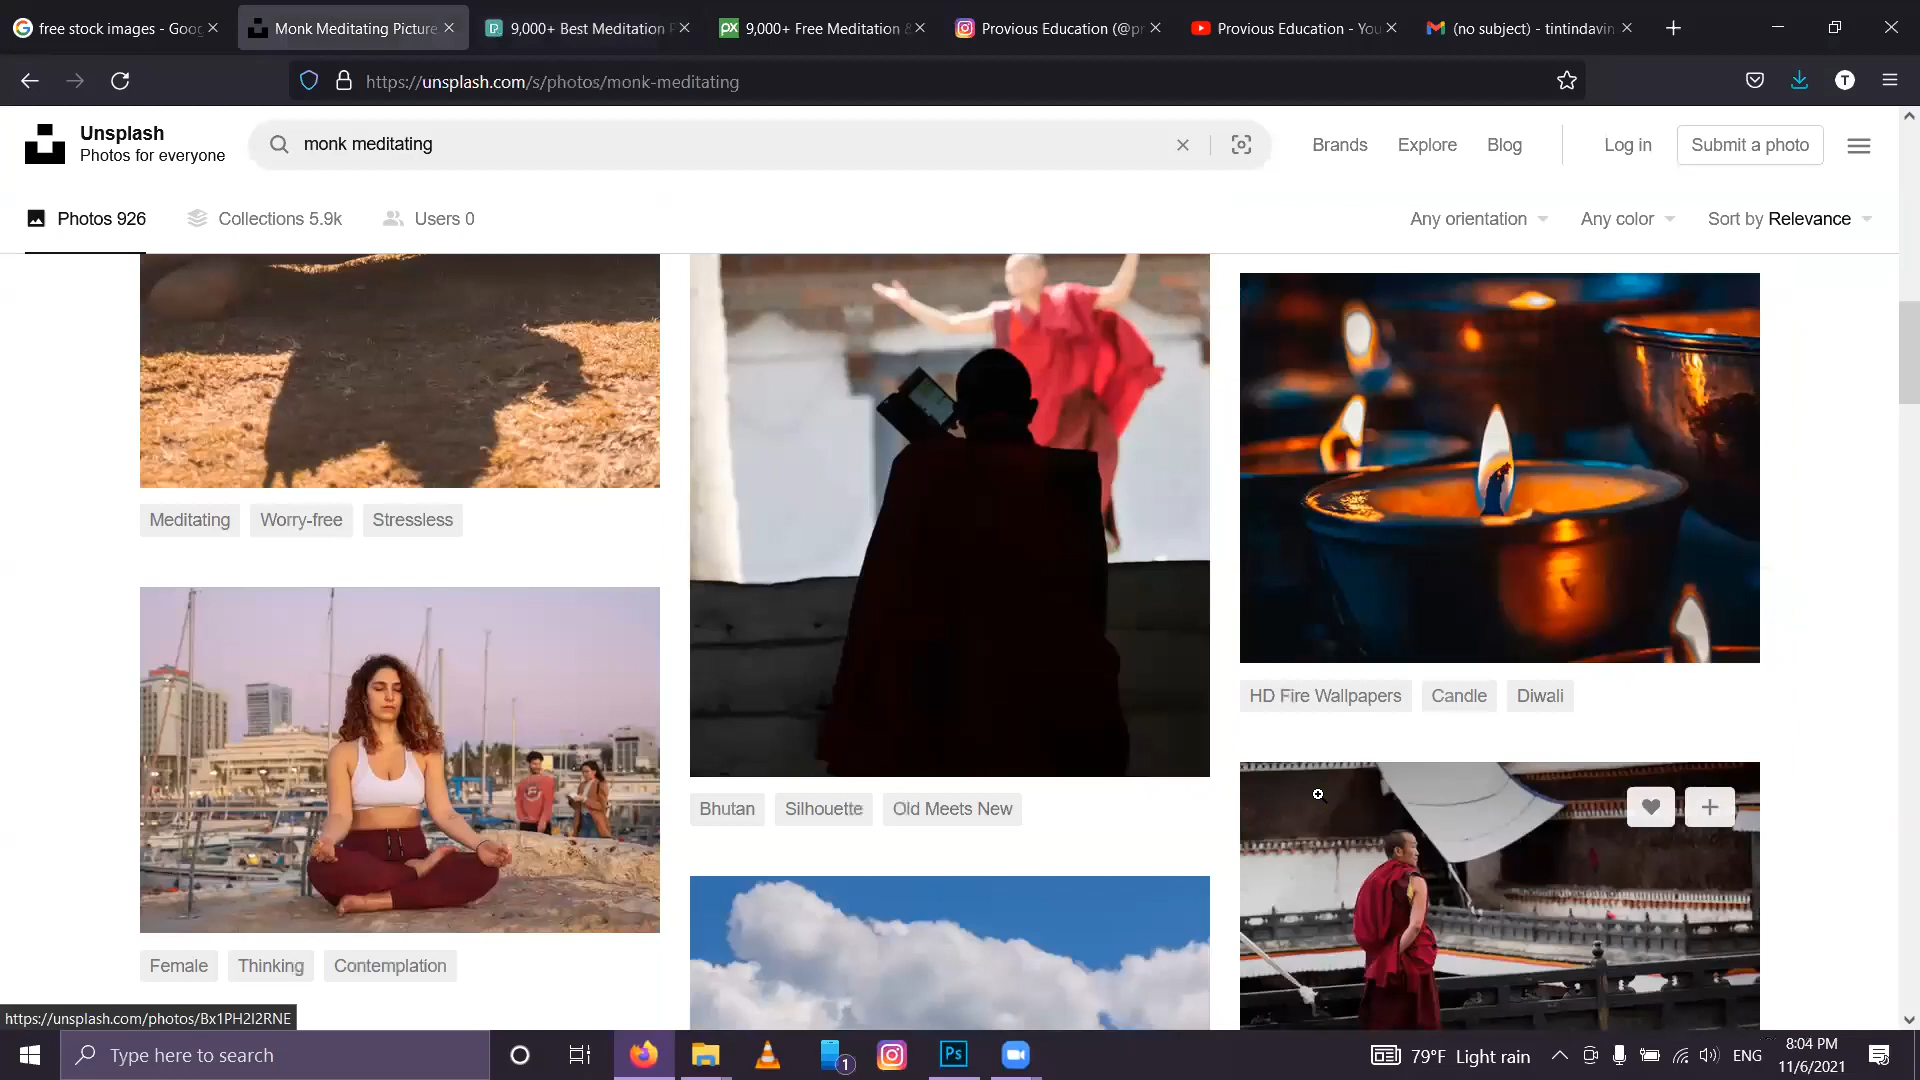 free stock images - Goog
Monk Meditating Picture
9,000+ Best Meditation P
9,000+ Free Meditation &
Provious Education (@pr
Provious Education - You
(no subject) - tintindavin
https://unsplash.com/s/photos/monk-meditating
T
Unsplash
Photos for everyone
monk meditating
Brands
Explore
Blog
Log in
Submit a photo
Photos 926
Collections 5.9k
Users 0
Any orientation
Any color
Sort by Relevance
Meditating
Worry-free
Stressless
HD Fire Wallpapers
Candle
Diwali
Bhutan
Silhouette
Old Meets New
Female
Thinking
Contemplation
https://unsplash.com/photos/Bx1PH2I2RNE
Type here to search
1
Ps
79°F Light rain
ENG
8:04 PM
11/6/2021